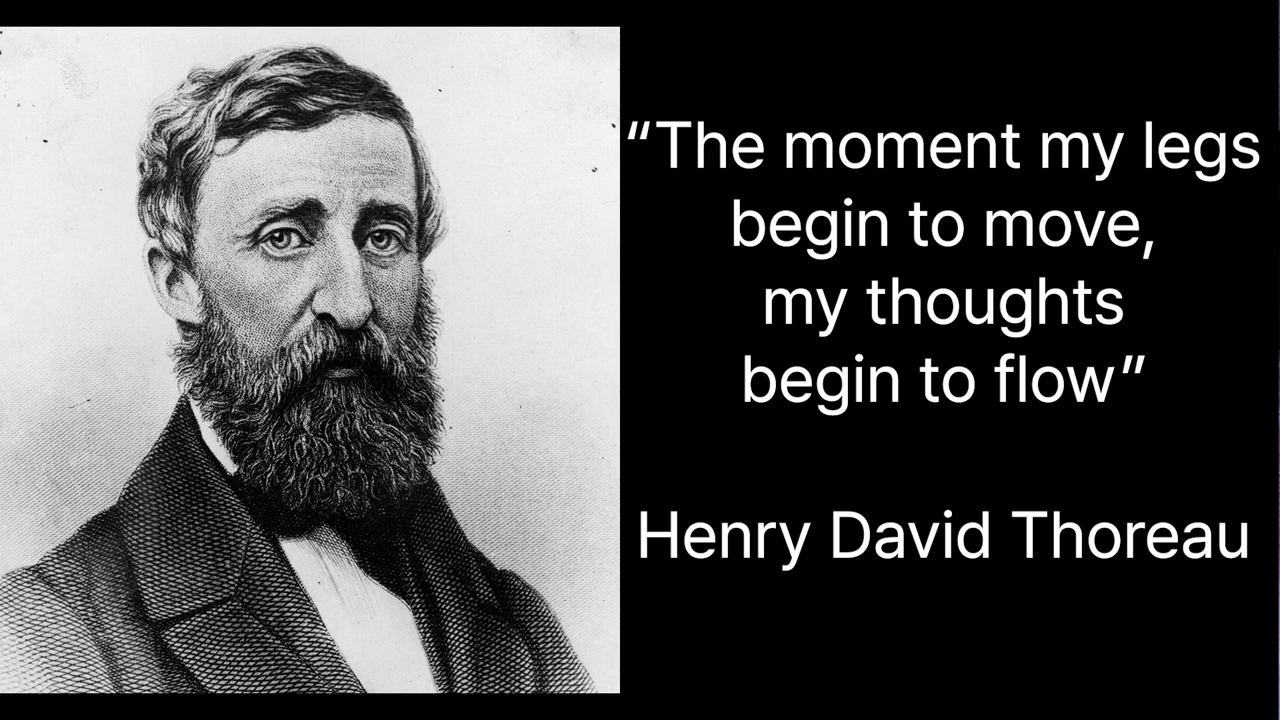 “The moment my legs
begin to move,
my thoughts
begin to flow”
Henry David Thoreau